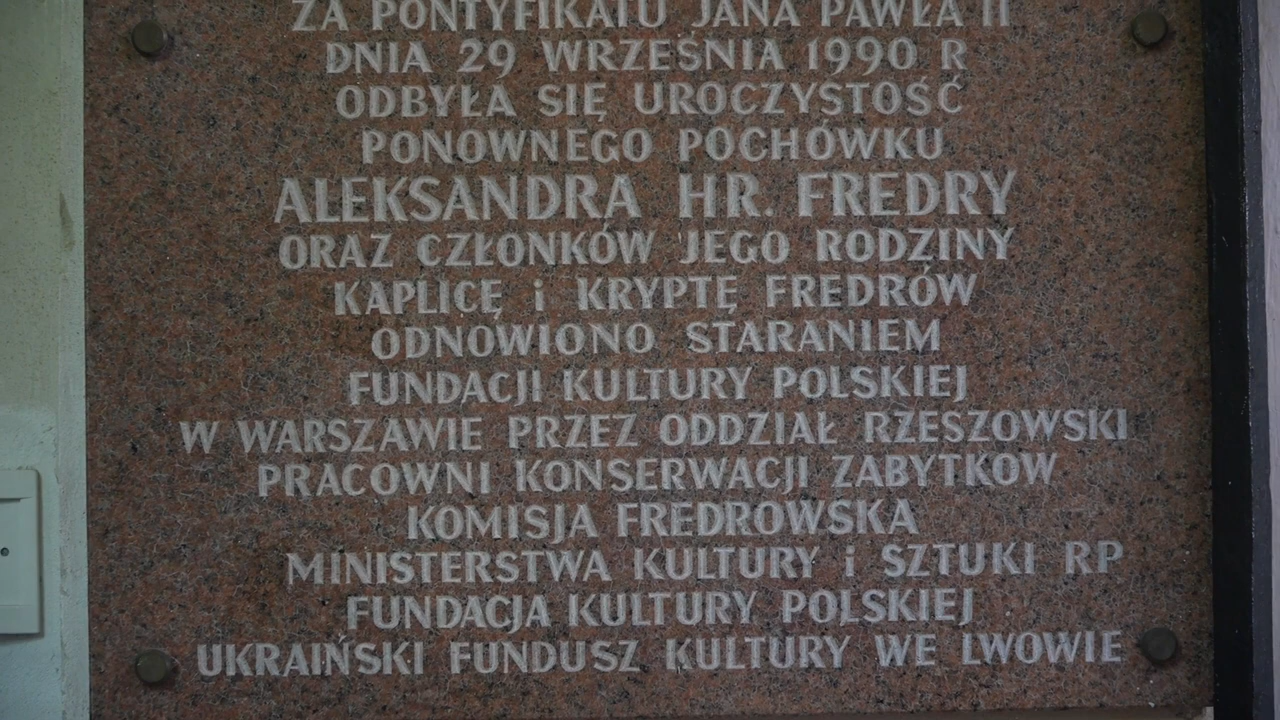 ZA PONTYFIKATU JANA PAWŁA II
DNIA 29 WRZEŚNIA 1990 R
ODBYŁA SIĘ UROCZYSTOŚĆ
PONOWNEGO POCHÓWKU
ALEKSANDRA HR. FREDRY
ORAZ CZŁONKÓW JEGO RODZINY
KAPLICĘ i KRYPTĘ FREDRÓW
ODNOWIONO STARANIEM
FUNDACJI KULTURY POLSKIEJ
W WARSZAWIE PRZEZ ODDZIAŁ RZESZOWSKI
PRACOWNI KONSERWACJI ZABYTKÓW
KOMISJA FREDROWSKA
MINISTERSTWA KULTURY i SZTUKI RP
FUNDACJA KULTURY POLSKIEJ
UKRAIŃSKI FUNDUSZ KULTURY WE LWOWIE